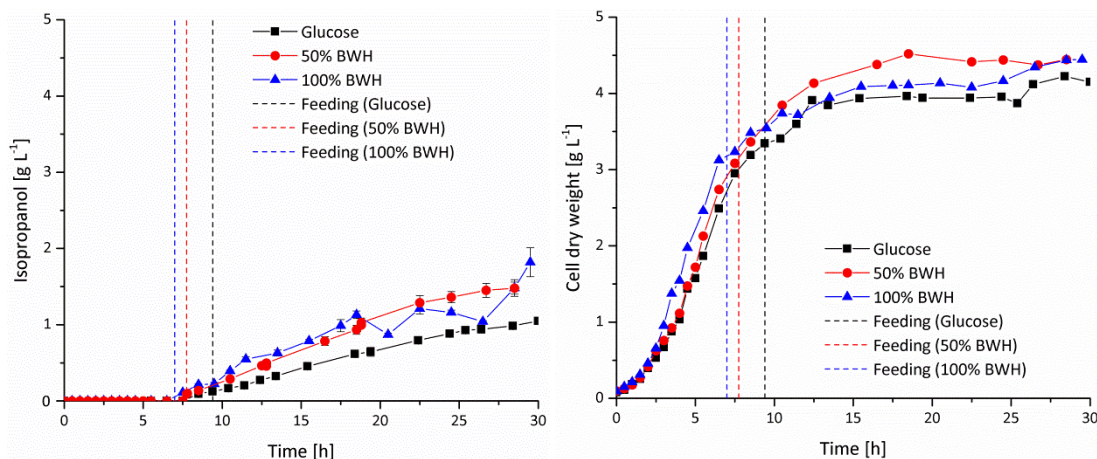 Isopropanol [g L⁻¹]
5
4
3
2
1
0
Glucose
50% BWH
100% BWH
Feeding (Glucose)
Feeding (50% BWH)
Feeding (100% BWH)
0 5 10 15 20 25 30
Time [h]
Cell dry weight [g L⁻¹]
5
4
3
2
1
0
Glucose
50% BWH
100% BWH
Feeding (Glucose)
Feeding (50% BWH)
Feeding (100% BWH)
0 5 10 15 20 25 30
Time [h]